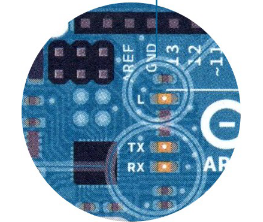 AREF
GND
13
12
~11
L
TX
RX
AR